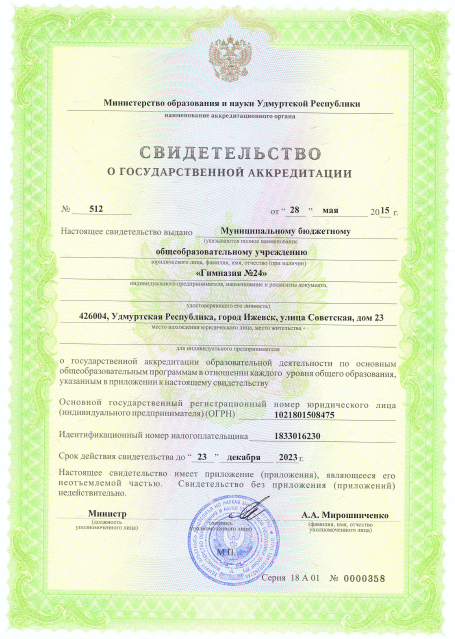 Министерство образования и науки Удмуртской Республики
наименование аккредитационного органа
СВИДЕТЕЛЬСТВО
О ГОСУДАРСТВЕННОЙ АККРЕДИТАЦИИ
№ 512 от “ 28 “ мая 2015 г.
Настоящее свидетельство выдано Муниципальному бюджетному
(указываются полное наименование
общеобразовательному учреждению
юридического лица, фамилия, имя, отчество (при наличии)
«Гимназия №24»
индивидуального предпринимателя, наименование и реквизиты документа,
удостоверяющего его личность)
426004, Удмуртская Республика, город Ижевск, улица Советская, дом 23
место нахождения юридического лица, место жительства -
для индивидуального предпринимателя
о государственной аккредитации образовательной деятельности по основным
общеобразовательным программам в отношении каждого уровня общего образования,
указанным в приложении к настоящему свидетельству
Основной государственный регистрационный номер юридического лица
(индивидуального предпринимателя) (ОГРН) 1021801508475
Идентификационный номер налогоплательщика 1833016230
Срок действия свидетельства до “ 23 “ декабря 2023 г.
Настоящее свидетельство имеет приложение (приложения), являющееся его
неотъемлемой частью. Свидетельство без приложения (приложений)
недействительно.
Министр А.А. Мирошниченко
(должность (подпись (фамилия, имя, отчество
уполномоченного лица) уполномоченного лица) уполномоченного лица)
М.П.
Серия 18 А 01 № 0000358